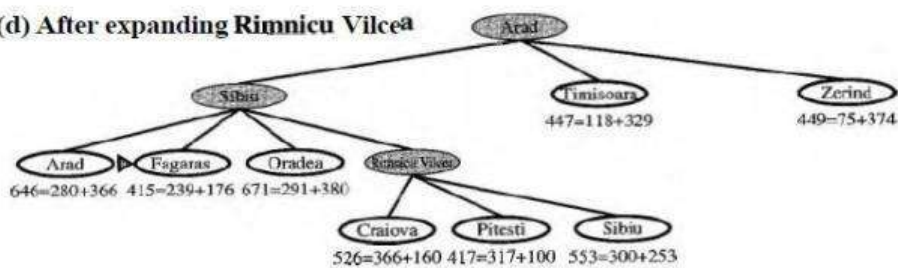 (d) After expanding Rimnicu Vilcea
Arad
Sibiu
Timisoara
Zerind
447=118+329
449=75+374
Arad
Fagaras
Oradea
Rimnicu Vilcea
646=280+366
415=239+176
671=291+380
Craiova
Pitesti
Sibiu
526=366+160
417=317+100
553=300+253